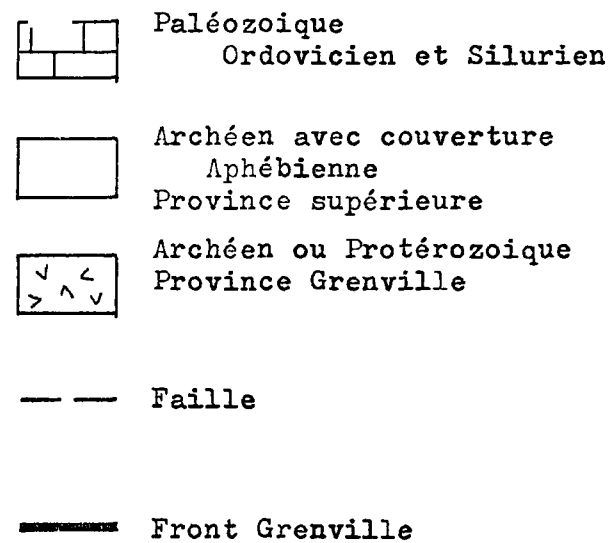 Paléozoique
Ordovicien et Silurien
Archéen avec couverture
Aphébienne
Province supérieure
Archéen ou Protérozoique
Province Grenville
Faille
Front Grenville